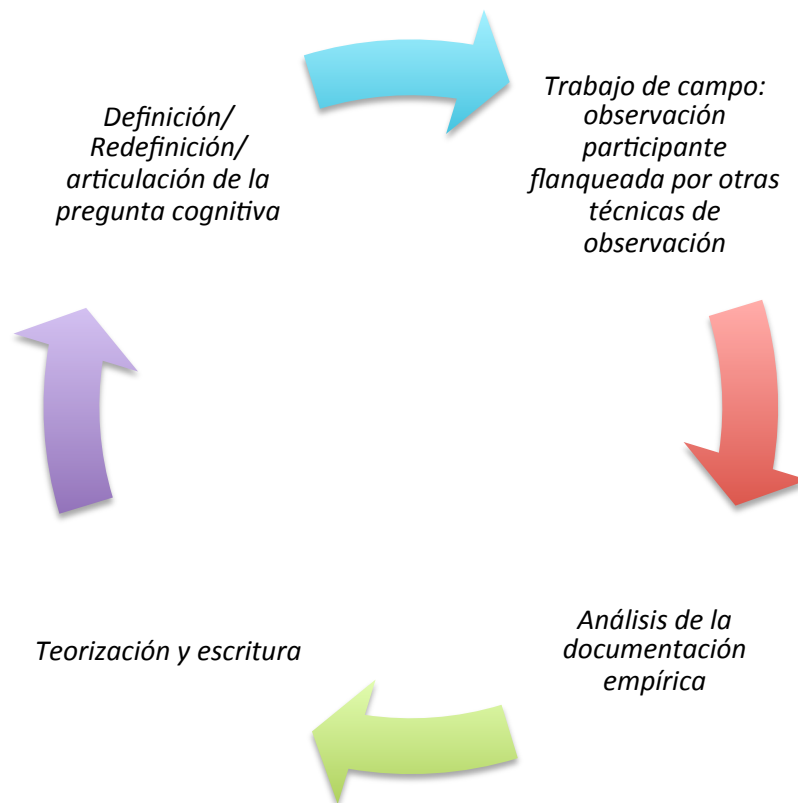 Definición/
Redefinición/
articulación de la
pregunta cognitiva
Trabajo de campo:
observación
participante
flanqueada por otras
técnicas de
observación
Análisis de la
documentación
empírica
Teorización y escritura